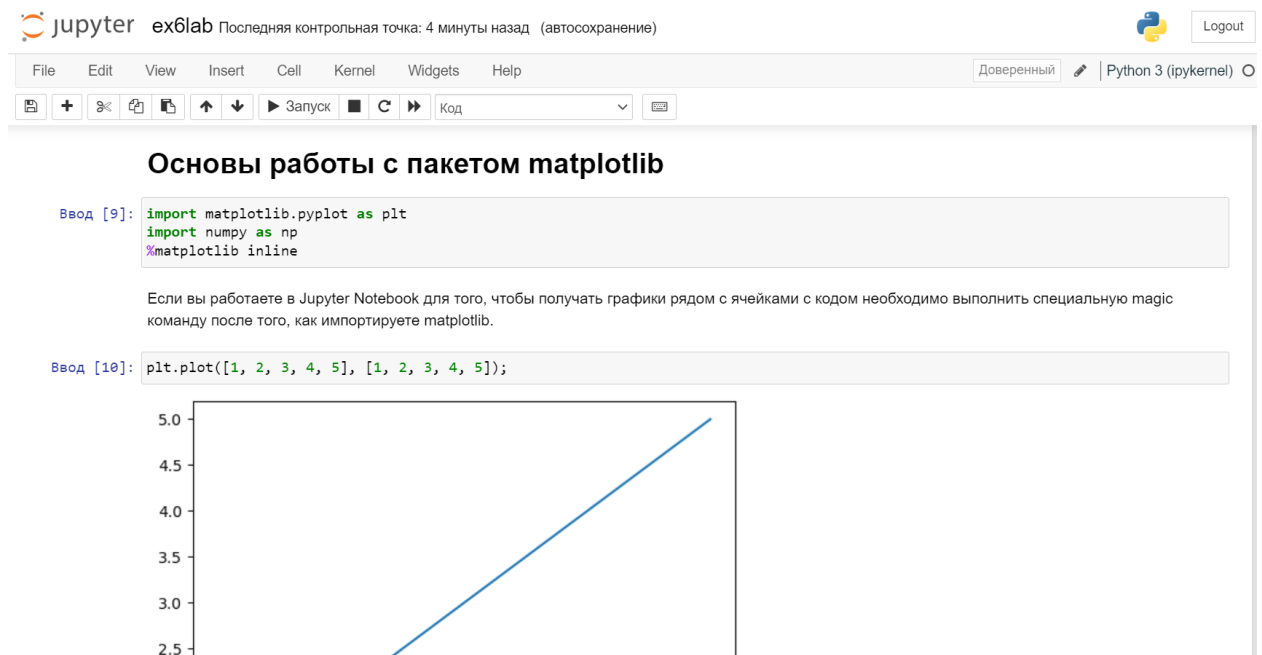 jupyter ex6lab Последняя контрольная точка: 4 минуты назад (автосохранение) Logout
File Edit View Insert Cell Kernel Widgets Help Доверенный Python 3 (ipykernel)
Запуск Код
Основы работы с пакетом matplotlib
Ввод [9]: import matplotlib.pyplot as plt
import numpy as np
%matplotlib inline
Если вы работаете в Jupyter Notebook для того, чтобы получать графики рядом с ячейками с кодом необходимо выполнить специальную magic
команду после того, как импортируете matplotlib.
Ввод [10]: plt.plot([1, 2, 3, 4, 5], [1, 2, 3, 4, 5]);
5.0
4.5
4.0
3.5
3.0
2.5